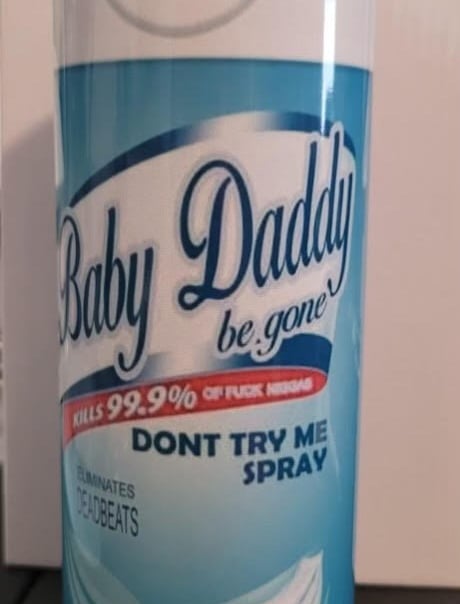 Baby Daddy
be gone
KILLS 99.9% OF FUCK NIGGAS
DONT TRY ME
SPRAY
ELIMINATES
DEADBEATS